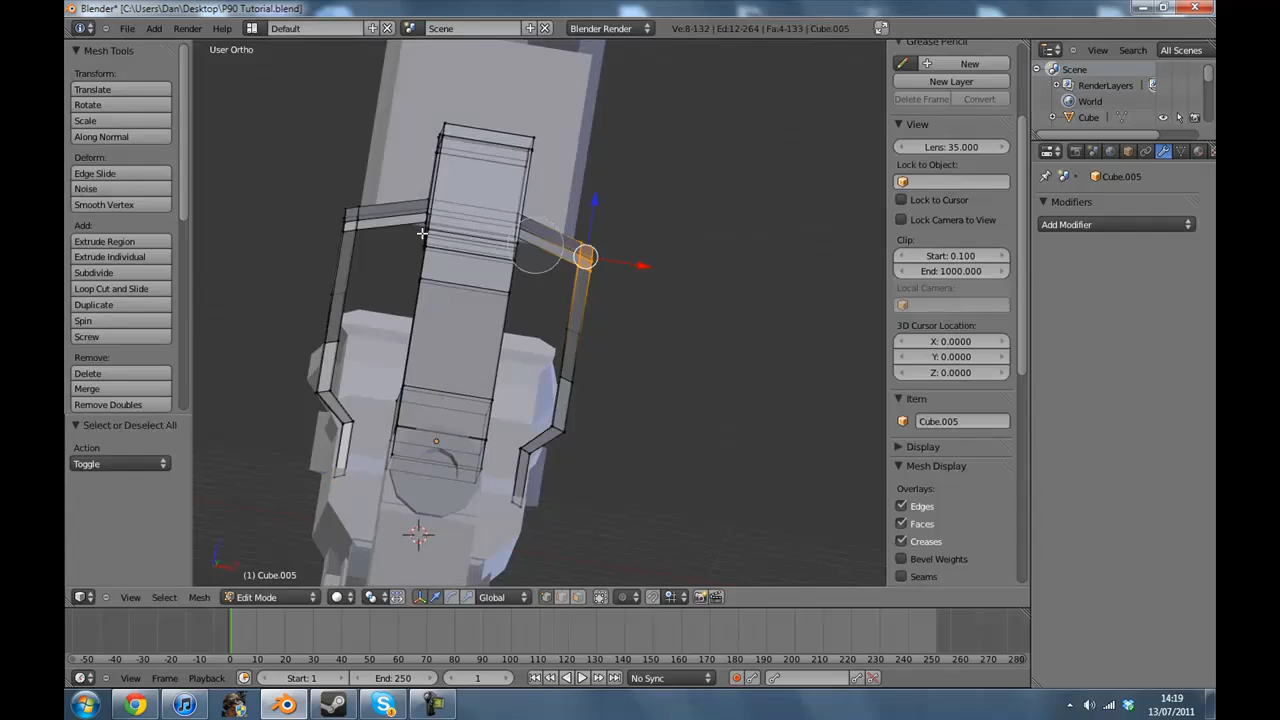 Blender* [C:\Users\Dan\Desktop\P90 Tutorial.blend]
File Add Render Help Default Scene Blender Render Ve:8-132 | Ed:12-264 | Fa:4-133 | Cube.005
Mesh Tools
Transform:
Translate
Rotate
Scale
Along Normal
Deform:
Edge Slide
Noise
Smooth Vertex
Add:
Extrude Region
Extrude Individual
Subdivide
Loop Cut and Slide
Duplicate
Spin
Screw
Remove:
Delete
Merge
Remove Doubles
Select or Deselect All
Action
Toggle
User Ortho
(1) Cube.005
Grease Pencil
New
New Layer
Delete Frame Convert
View
Lens: 35.000
Lock to Object:
Lock to Cursor
Lock Camera to View
Clip:
Start: 0.100
End: 1000.000
Local Camera:
3D Cursor Location:
X: 0.0000
Y: 0.0000
Z: 0.0000
Item
Cube.005
Display
Mesh Display
Overlays:
Edges
Faces
Creases
Bevel Weights
Seams
View Search All Scenes
Scene
RenderLayers
World
Cube
Cube.005
Modifiers
Add Modifier
View Select Mesh Edit Mode Global
-50 -40 -30 -20 -10 0 10 20 30 40 50 60 70 80 90 100 110 120 130 140 150 160 170 180 190 200 210 220 230 240 250 260 270 280
View Frame Playback Start: 1 End: 250 1 No Sync
14:19
13/07/2011